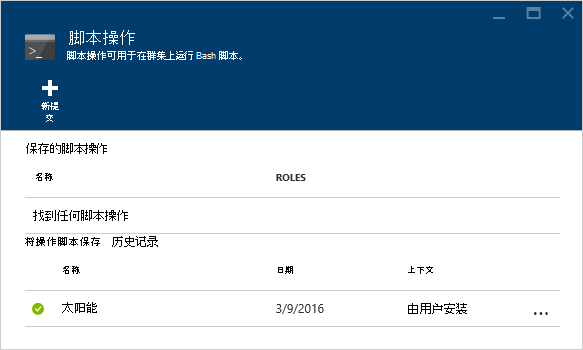 脚本操作
脚本操作可用于在群集上运行 Bash 脚本。
新提
交
保存的脚本操作
名称 ROLES
找到任何脚本操作
将操作脚本保存 历史记录
名称 日期 上下文
太阳能 3/9/2016 由用户安装 ...